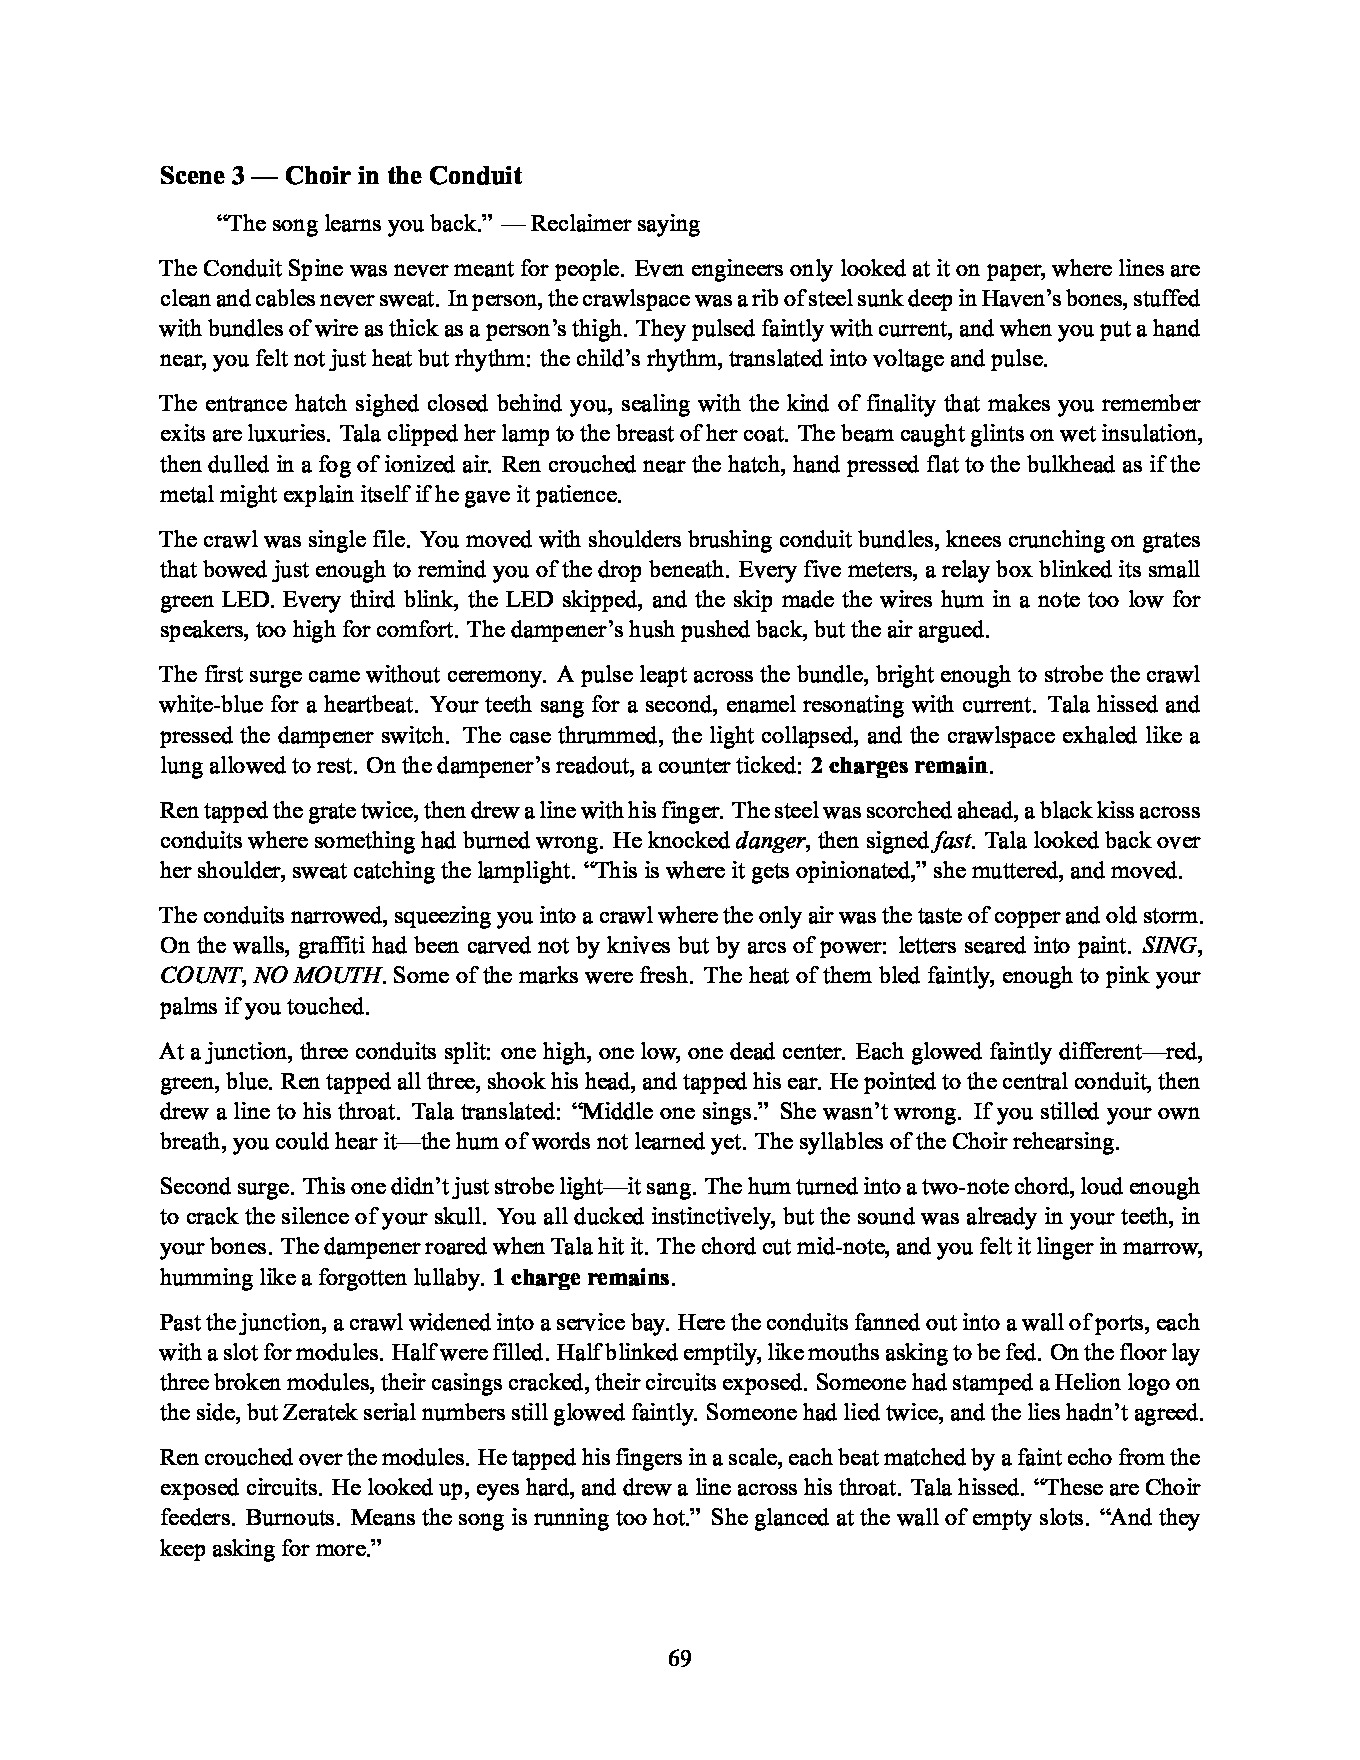 Scene 3 — Choir in the Conduit
“The song learns you back.” — Reclaimer saying
The Conduit Spine was never meant for people. Even engineers only looked at it on paper, where lines are
clean and cables never sweat. In person, the crawlspace was a rib of steel sunk deep in Haven’s bones, stuffed
with bundles of wire as thick as a person’s thigh. They pulsed faintly with current, and when you put a hand
near, you felt not just heat but rhythm: the child’s rhythm, translated into voltage and pulse.
The entrance hatch sighed closed behind you, sealing with the kind of finality that makes you remember
exits are luxuries. Tala clipped her lamp to the breast of her coat. The beam caught glints on wet insulation,
then dulled in a fog of ionized air. Ren crouched near the hatch, hand pressed flat to the bulkhead as if the
metal might explain itself if he gave it patience.
The crawl was single file. You moved with shoulders brushing conduit bundles, knees crunching on grates
that bowed just enough to remind you of the drop beneath. Every five meters, a relay box blinked its small
green LED. Every third blink, the LED skipped, and the skip made the wires hum in a note too low for
speakers, too high for comfort. The dampener’s hush pushed back, but the air argued.
The first surge came without ceremony. A pulse leapt across the bundle, bright enough to strobe the crawl
white-blue for a heartbeat. Your teeth sang for a second, enamel resonating with current. Tala hissed and
pressed the dampener switch. The case thrummed, the light collapsed, and the crawlspace exhaled like a
lung allowed to rest. On the dampener’s readout, a counter ticked: 2 charges remain.
Ren tapped the grate twice, then drew a line with his finger. The steel was scorched ahead, a black kiss across
conduits where something had burned wrong. He knocked danger, then signed fast. Tala looked back over
her shoulder, sweat catching the lamplight. “This is where it gets opinionated,” she muttered, and moved.
The conduits narrowed, squeezing you into a crawl where the only air was the taste of copper and old storm.
On the walls, graffiti had been carved not by knives but by arcs of power: letters seared into paint. SING,
COUNT, NO MOUTH. Some of the marks were fresh. The heat of them bled faintly, enough to pink your
palms if you touched.
At a junction, three conduits split: one high, one low, one dead center. Each glowed faintly different—red,
green, blue. Ren tapped all three, shook his head, and tapped his ear. He pointed to the central conduit, then
drew a line to his throat. Tala translated: “Middle one sings.” She wasn’t wrong. If you stilled your own
breath, you could hear it—the hum of words not learned yet. The syllables of the Choir rehearsing.
Second surge. This one didn’t just strobe light—it sang. The hum turned into a two-note chord, loud enough
to crack the silence of your skull. You all ducked instinctively, but the sound was already in your teeth, in
your bones. The dampener roared when Tala hit it. The chord cut mid-note, and you felt it linger in marrow,
humming like a forgotten lullaby. 1 charge remains.
Past the junction, a crawl widened into a service bay. Here the conduits fanned out into a wall of ports, each
with a slot for modules. Half were filled. Half blinked emptily, like mouths asking to be fed. On the floor lay
three broken modules, their casings cracked, their circuits exposed. Someone had stamped a Helion logo on
the side, but Zeratek serial numbers still glowed faintly. Someone had lied twice, and the lies hadn’t agreed.
Ren crouched over the modules. He tapped his fingers in a scale, each beat matched by a faint echo from the
exposed circuits. He looked up, eyes hard, and drew a line across his throat. Tala hissed. “These are Choir
feeders. Burnouts. Means the song is running too hot.” She glanced at the wall of empty slots. “And they
keep asking for more.”
69